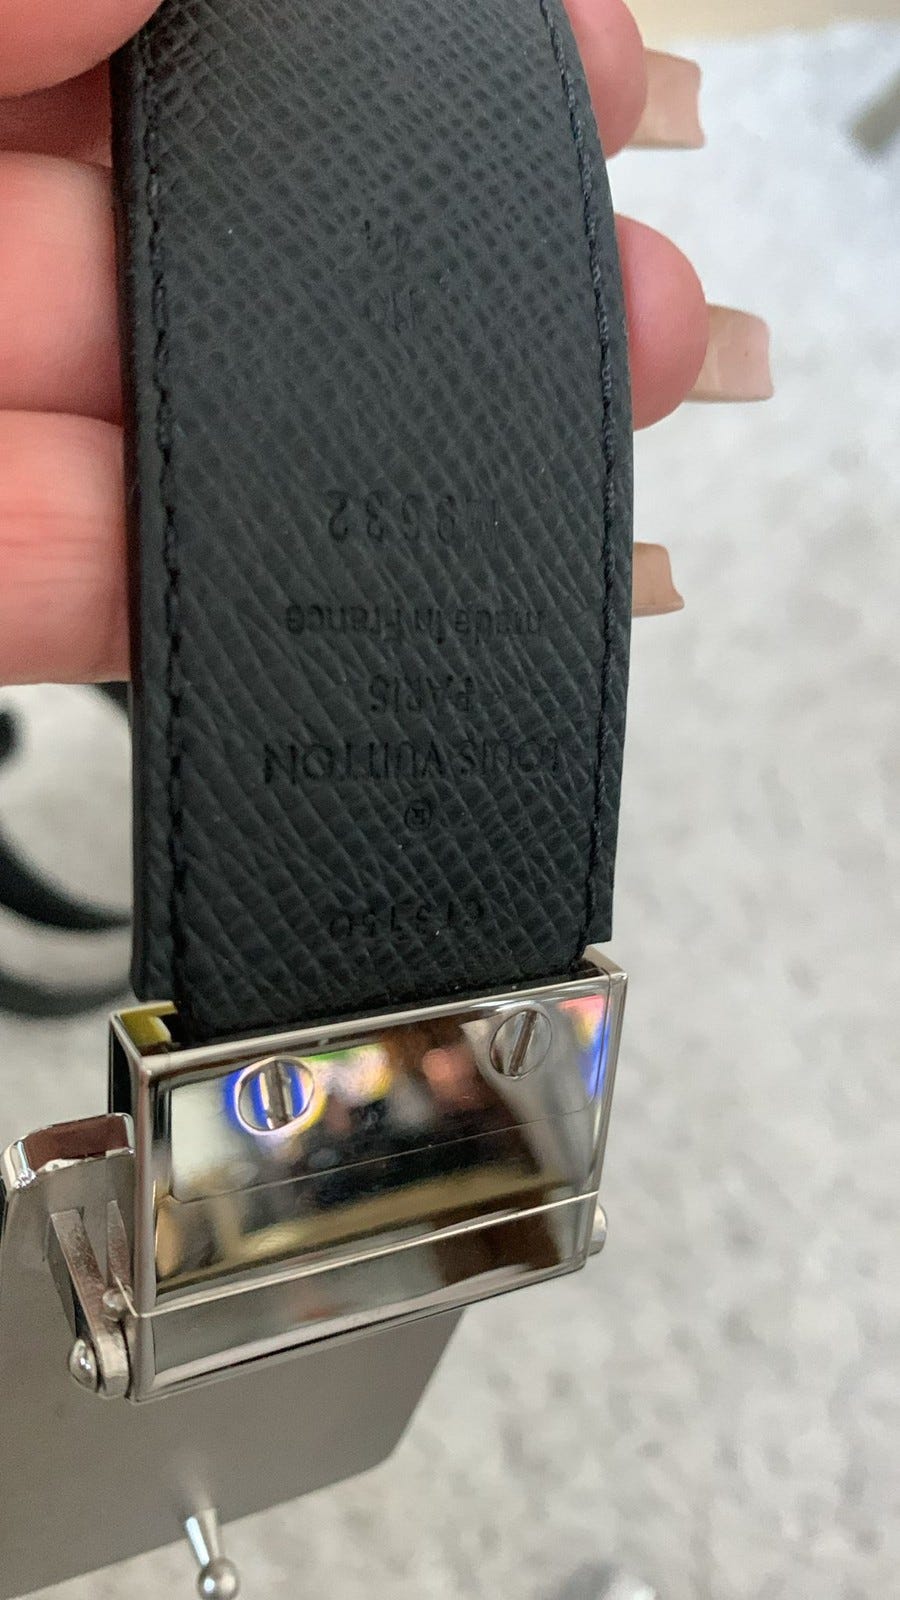 ®
LOUIS VUITTON
PARIS
made in France
M9632